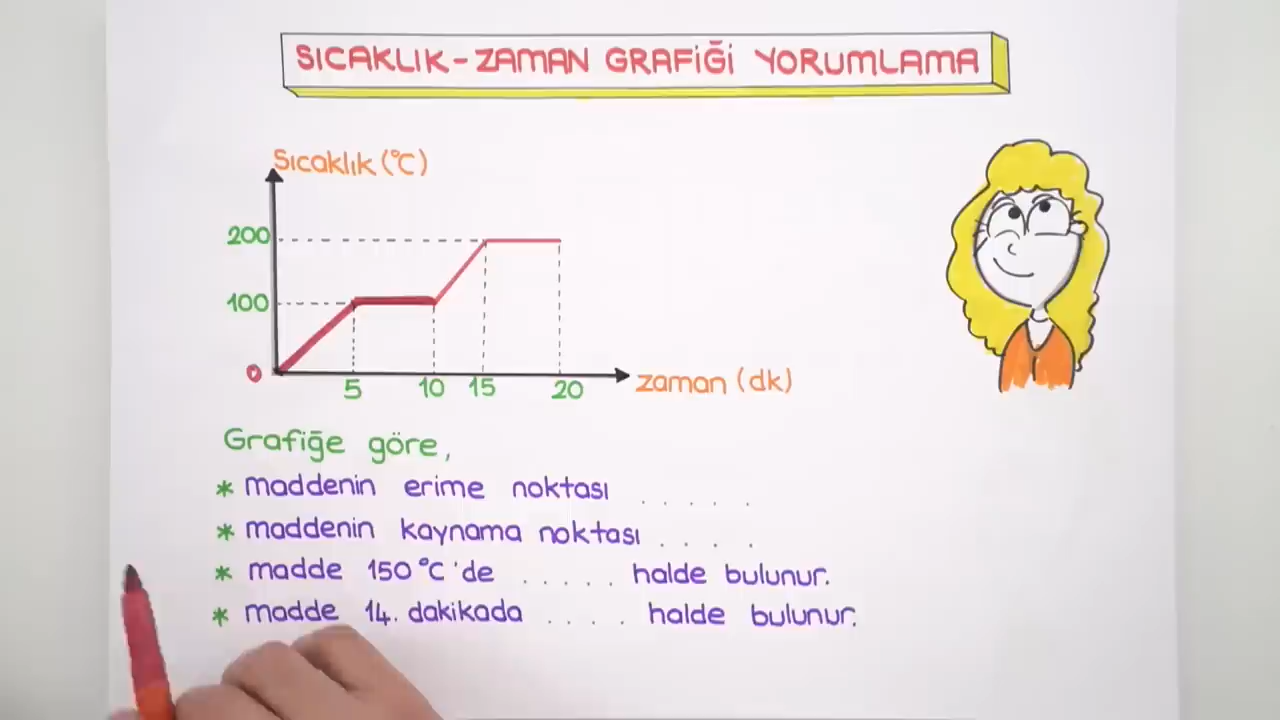 SICAKLIK-ZAMAN GRAFİĞİ YORUMLAMA
Sıcaklık (°C)
200
100
0
5 10 15 20
zaman (dk)
Grafiğe göre,
* maddenin erime noktası . . . . .
* maddenin kaynama noktası . . . .
* madde 150 °C 'de . . . . . halde bulunur.
* madde 14. dakikada . . . . halde bulunur.